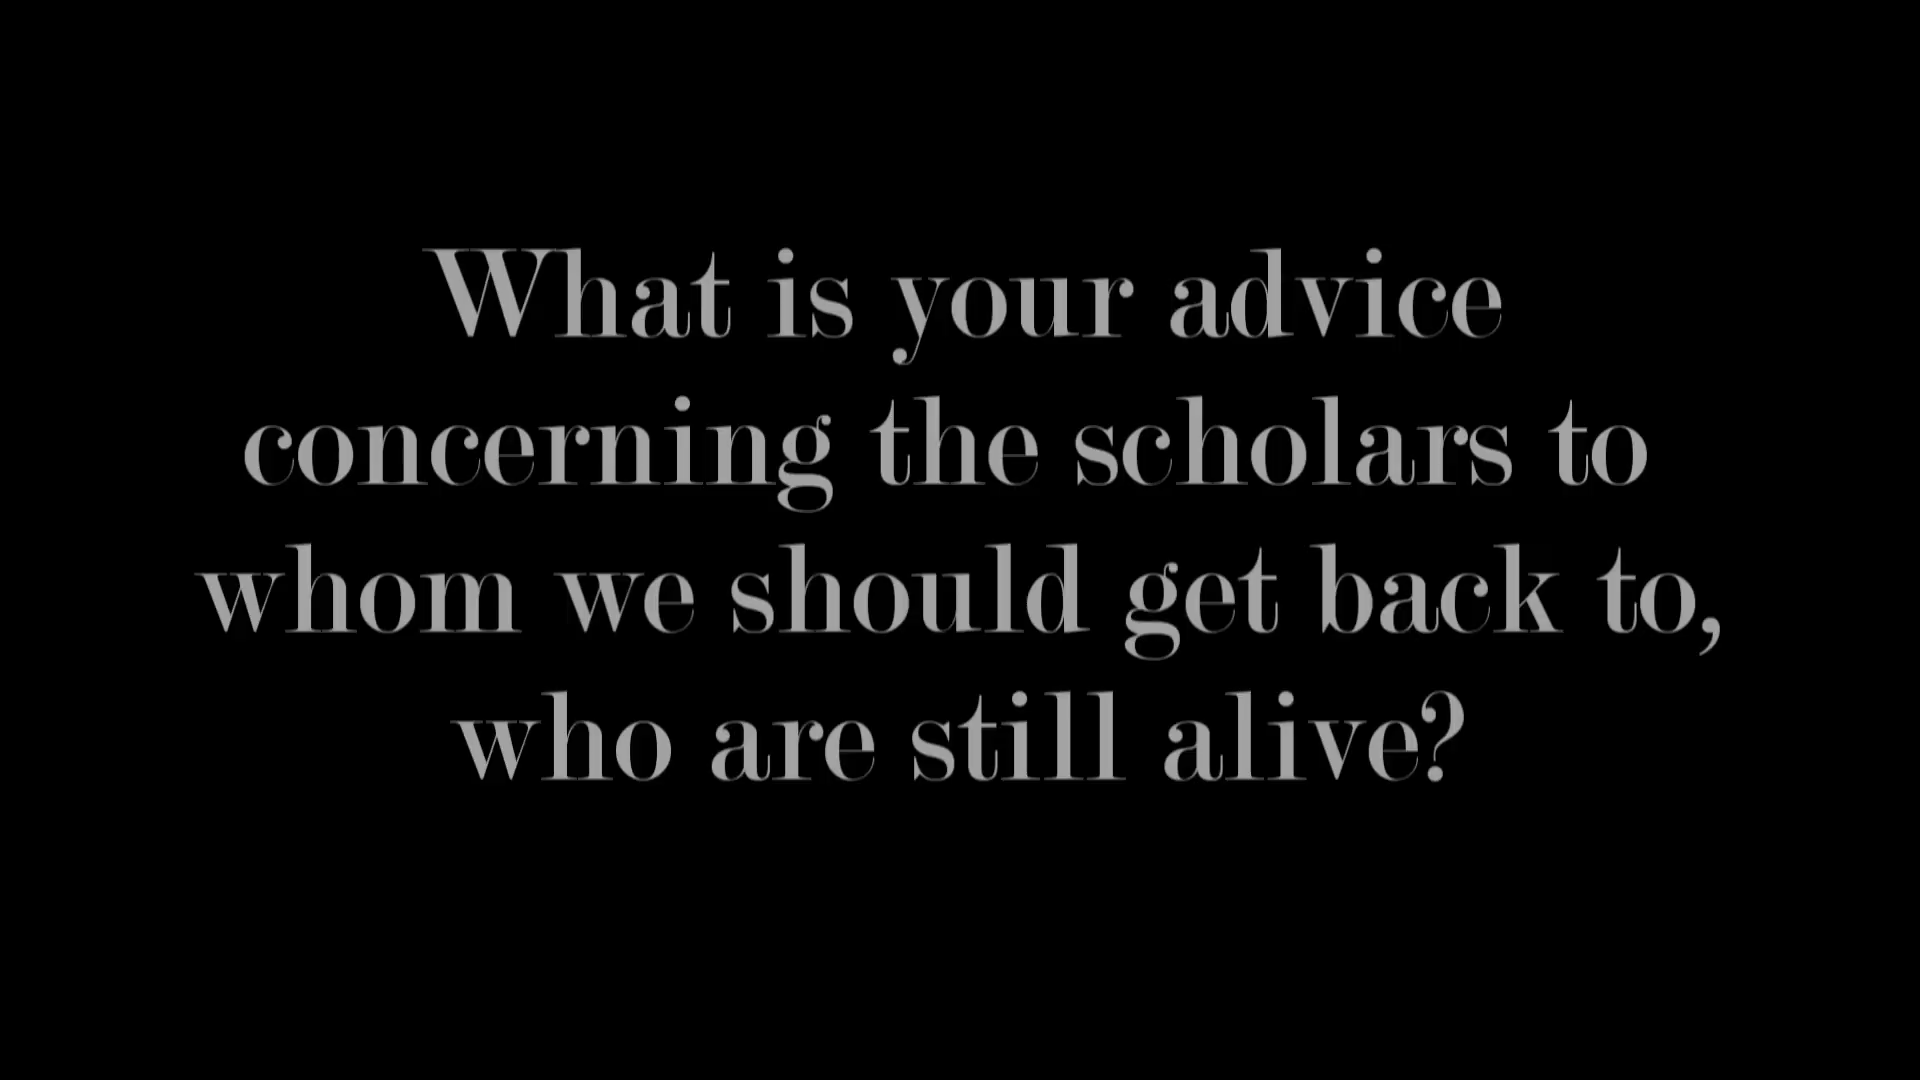 What is your advice
concerning the scholars to
whom we should get back to,
who are still alive?